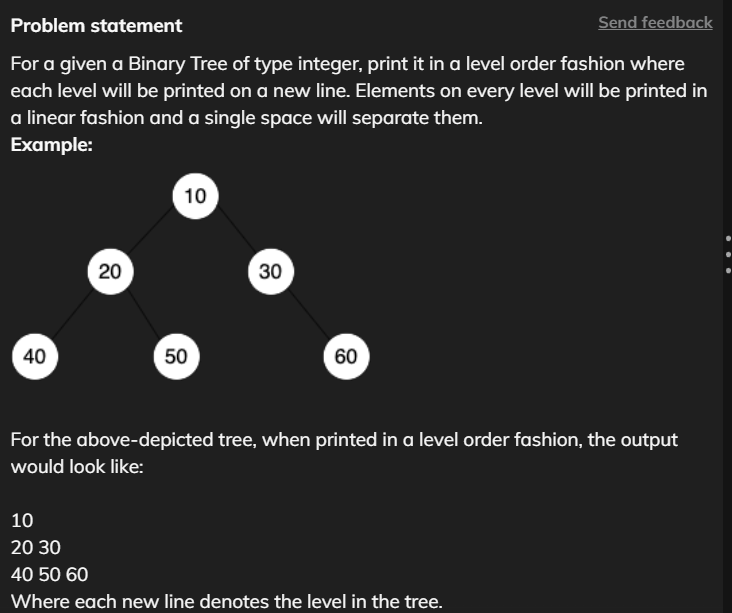 Problem statement
Send feedback
For a given a Binary Tree of type integer, print it in a level order fashion where
each level will be printed on a new line. Elements on every level will be printed in
a linear fashion and a single space will separate them.
Example:
10
20
30
40
50
60
For the above-depicted tree, when printed in a level order fashion, the output
would look like:
10
20 30
40 50 60
Where each new line denotes the level in the tree.